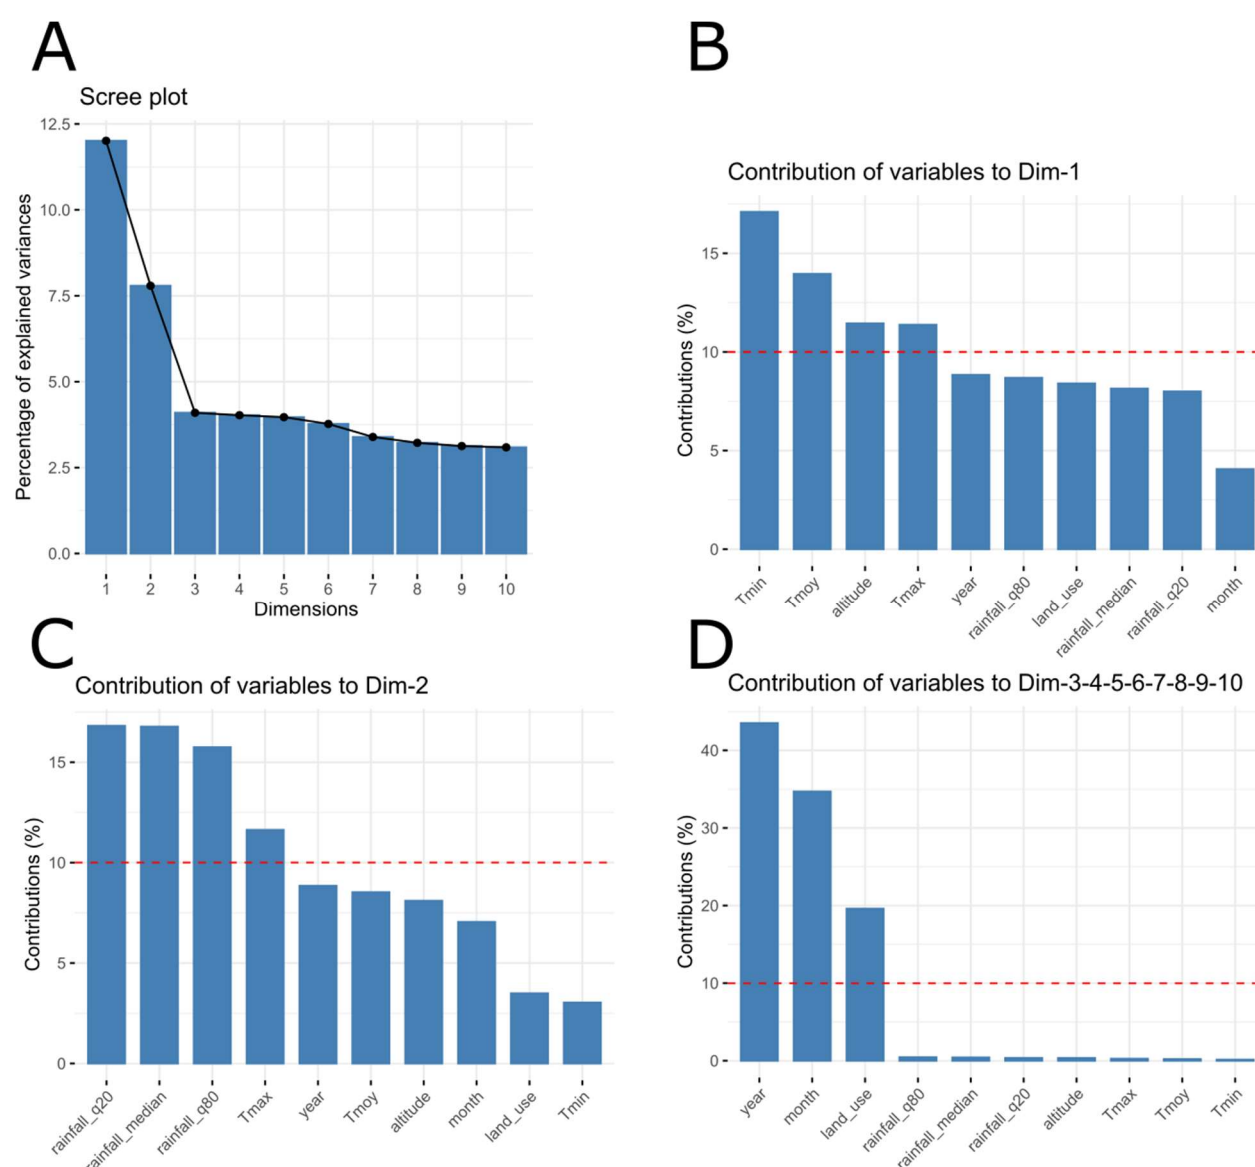 A
Scree plot
Percentage of explained variances
12.5
10.0
7.5
5.0
2.5
0.0
1 2 3 4 5 6 7 8 9 10
Dimensions
B
Contribution of variables to Dim-1
Contributions (%)
15
10
5
0
Tmin Tmoy altitude Tmax year rainfall_q80 land_use rainfall_median rainfall_q20 month
C
Contribution of variables to Dim-2
Contributions (%)
15
10
5
0
rainfall_q20 rainfall_median rainfall_q80 Tmax year Tmoy altitude month land_use Tmin
D
Contribution of variables to Dim-3-4-5-6-7-8-9-10
Contributions (%)
40
30
20
10
0
year month land_use rainfall_q80 rainfall_median rainfall_q20 altitude Tmax Tmoy Tmin